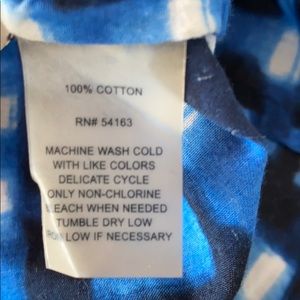 100% COTTON
RN# 54163
MACHINE WASH COLD
WITH LIKE COLORS
DELICATE CYCLE
ONLY NON-CHLORINE
BLEACH WHEN NEEDED
TUMBLE DRY LOW
IRON LOW IF NECESSARY